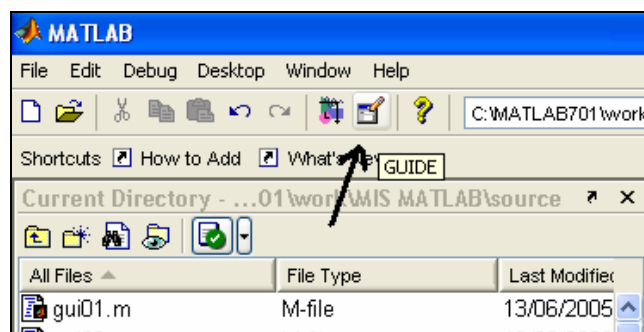 MATLAB
File Edit Debug Desktop Window Help
C:\MATLAB701\work
Shortcuts How to Add What's
GUIDE
Current Directory - ...01\work\MIS MATLAB\source
All Files File Type Last Modified
gui01.m M-file 13/06/2005